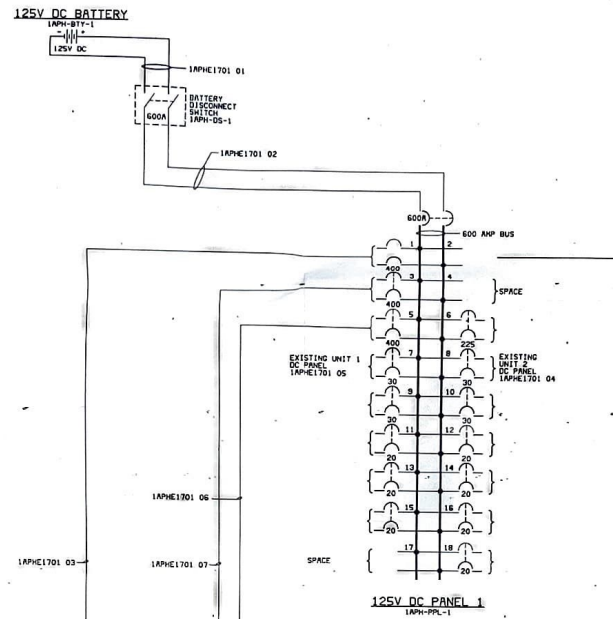 125V DC BATTERY
1APH-BTY-1
- +
125V DC
1APHE1701 01
BATTERY
DISCONNECT
SWITCH
1APH-DS-1
600A
1APHE1701 02
600A
600 AMP BUS
1 2
400
3 4
SPACE
400
5 6
400 225
EXISTING UNIT 1
DC PANEL
1APHE1701 05
7 8
EXISTING
UNIT 2
DC PANEL
1APHE1701 04
30 30
9 10
30 30
11 12
20 20
13 14
20 20
1APHE1701 06
15 16
20 20
17 18
SPACE
20
1APHE1701 03
1APHE1701 07
125V DC PANEL 1
1APH-PPL-1